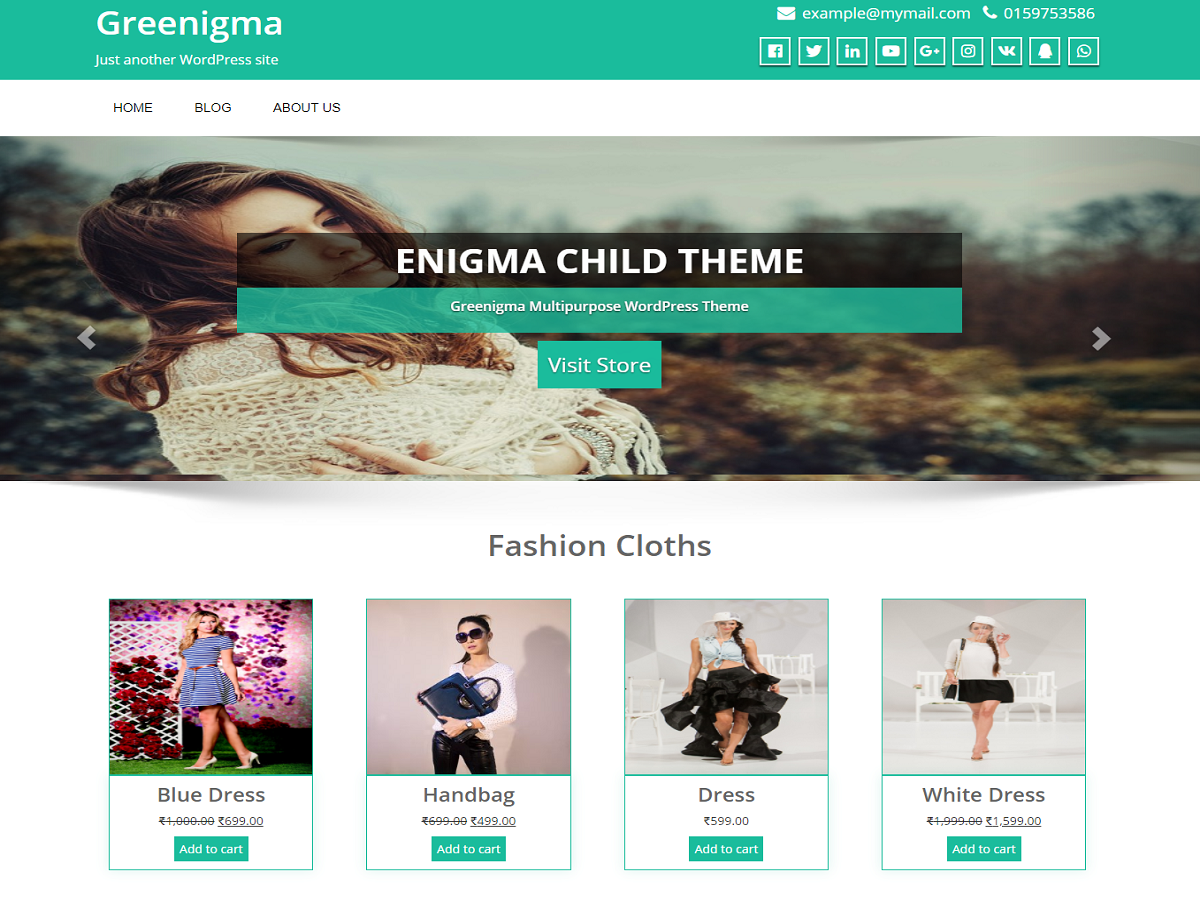 Greenigma
Just another WordPress site
example@mymail.com 0159753586
HOME BLOG ABOUT US
ENIGMA CHILD THEME
Greenigma Multipurpose WordPress Theme
Visit Store
Fashion Cloths
Blue Dress
₹1,000.00 ₹699.00
Add to cart
Handbag
₹699.00 ₹499.00
Add to cart
Dress
₹599.00
Add to cart
White Dress
₹1,999.00 ₹1,599.00
Add to cart